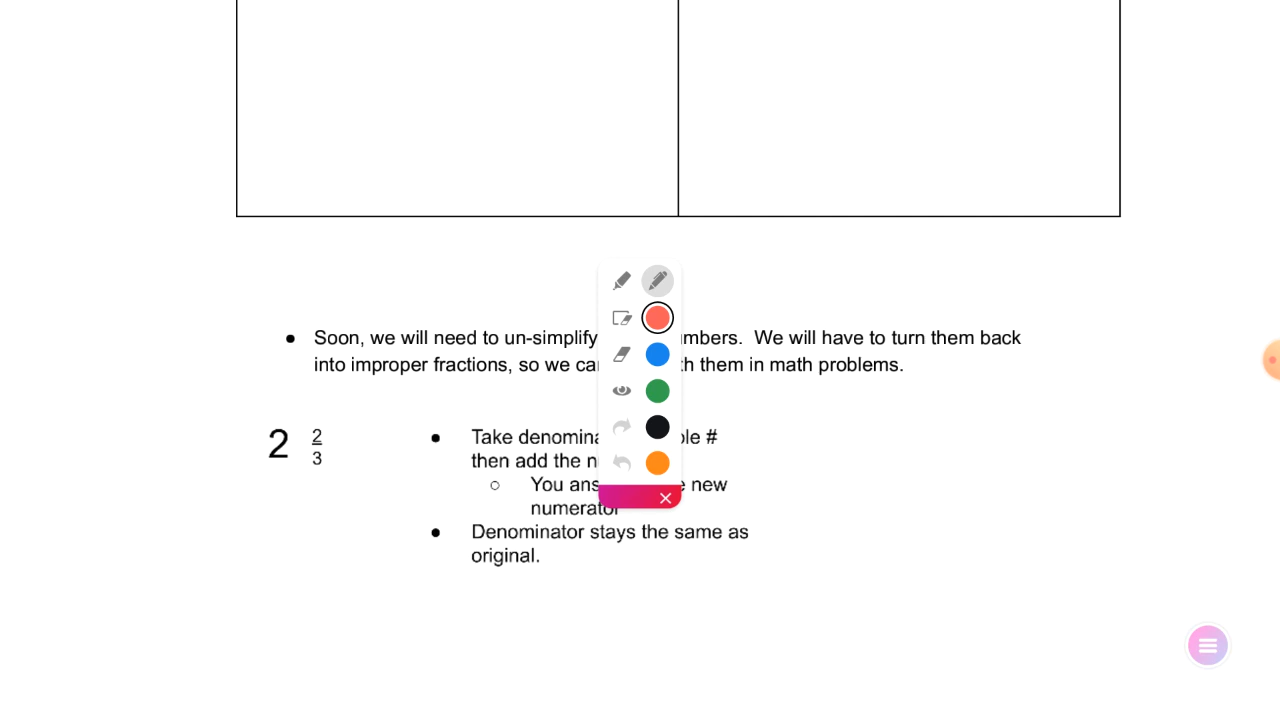 Soon, we will need to un-simplify mbers. We will have to turn them back
into improper fractions, so we ca h them in math problems.
2 2
3
Take denomina ole #
then add the n
You ans new
numerator
Denominator stays the same as
original.